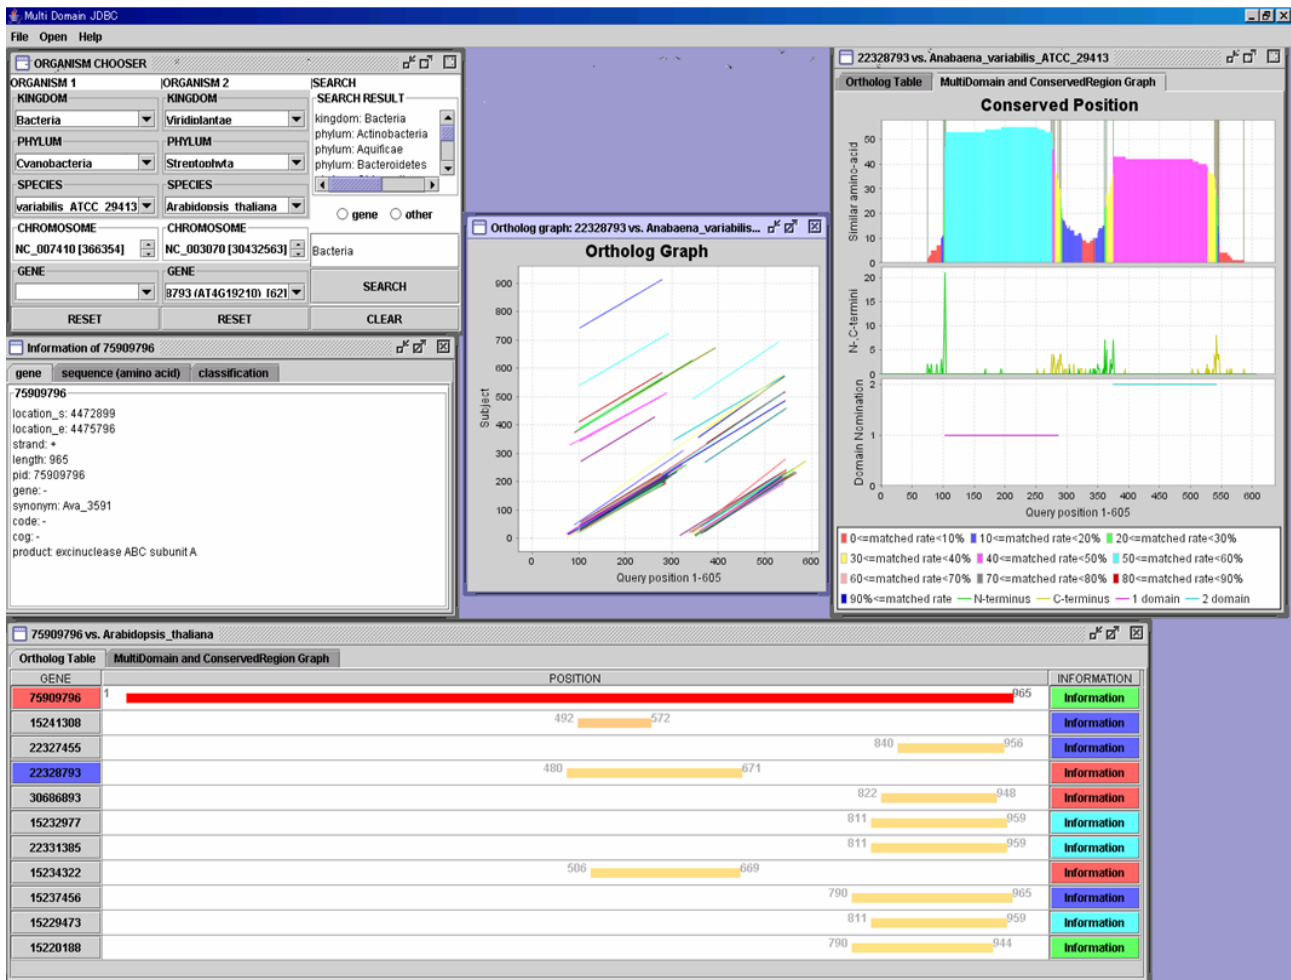 Multi Domain JDBC
File Open Help
ORGANISM CHOOSER
ORGANISM 1 ORGANISM 2 SEARCH
KINGDOM KINGDOM SEARCH RESULT
Bacteria Viridiplantae kingdom: Bacteria
phylum: Actinobacteria
PHYLUM PHYLUM phylum: Aquificae
Cyanobacteria Streptophyta phylum: Bacteroidetes
SPECIES SPECIES
variabilis ATCC 29413 Arabidopsis thaliana gene other
CHROMOSOME CHROMOSOME
NC_007410 [366354] NC_003070 [30432563] Bacteria
GENE GENE SEARCH
8793 (AT4G19210) [62]
RESET RESET CLEAR
Information of 75909796
gene sequence (amino acid) classification
75909796
location_s: 4472899
location_e: 4475796
strand: +
length: 965
pid: 75909796
gene: -
synonym: Ava_3591
code: -
cog: -
product: excinuclease ABC subunit A
Ortholog graph: 22328793 vs. Anabaena_variabilis...
Ortholog Graph
Subject
900
800
700
600
500
400
300
200
100
0
0 100 200 300 400 500 600
Query position 1-605
22328793 vs. Anabaena_variabilis_ATCC_29413
Ortholog Table MultiDomain and ConservedRegion Graph
Conserved Position
Similar amino-acid
50
40
30
20
10
0
N-,C-termini
20
15
10
5
0
Domain Nomination
2
1
0
0 50 100 150 200 250 300 350 400 450 500 550 600
Query position 1-605
0<=matched rate<10% 10<=matched rate<20% 20<=matched rate<30%
30<=matched rate<40% 40<=matched rate<50% 50<=matched rate<60%
60<=matched rate<70% 70<=matched rate<80% 80<=matched rate<90%
90%<=matched rate N-terminus C-terminus 1 domain 2 domain
75909796 vs. Arabidopsis_thaliana
Ortholog Table MultiDomain and ConservedRegion Graph
GENE POSITION INFORMATION
75909796 1 965 Information
15241308 492 572 Information
22327455 840 956 Information
22328793 480 671 Information
30686893 822 948 Information
15232977 811 959 Information
22331385 811 959 Information
15234322 506 669 Information
15237456 790 965 Information
15229473 811 959 Information
15220188 790 944 Information